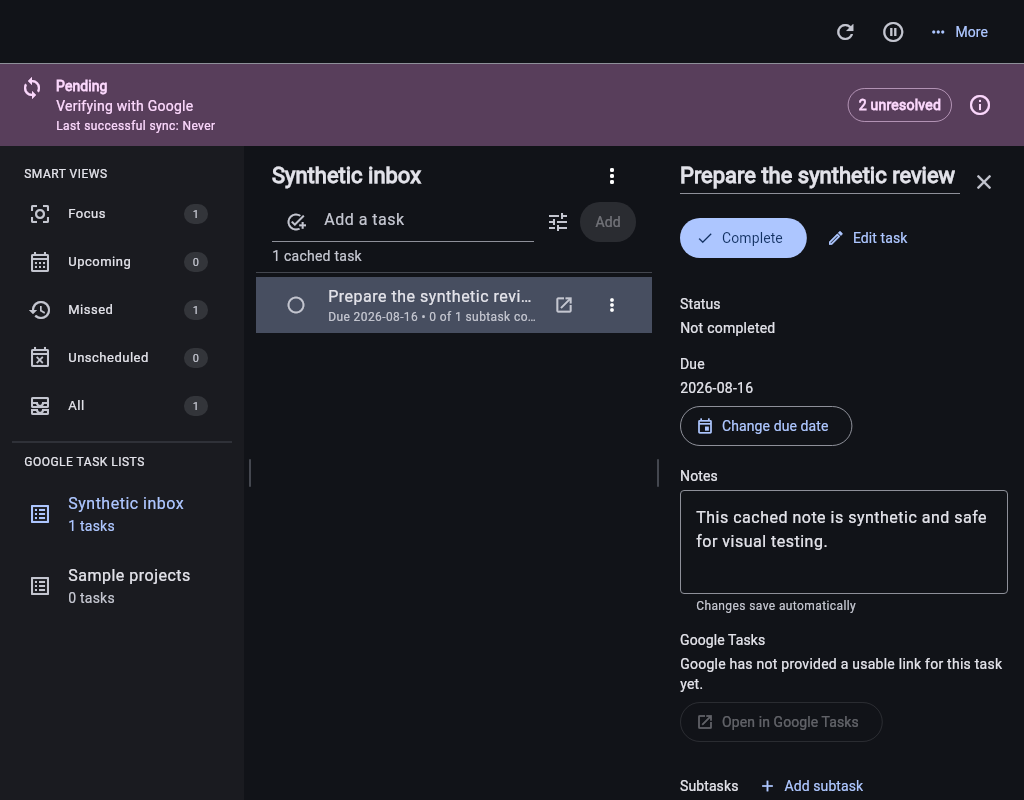 More
Pending
Verifying with Google
Last successful sync: Never
2 unresolved
SMART VIEWS
Focus
1
Upcoming
0
Missed
1
Unscheduled
0
All
1
GOOGLE TASK LISTS
Synthetic inbox
1 tasks
Sample projects
0 tasks
Synthetic inbox
Add a task
Add
1 cached task
Prepare the synthetic revi…
Due 2026-08-16 • 0 of 1 subtask co…
Prepare the synthetic review
Complete
Edit task
Status
Not completed
Due
2026-08-16
Change due date
Notes
This cached note is synthetic and safe
for visual testing.
Changes save automatically
Google Tasks
Google has not provided a usable link for this task
yet.
Open in Google Tasks
Subtasks
Add subtask